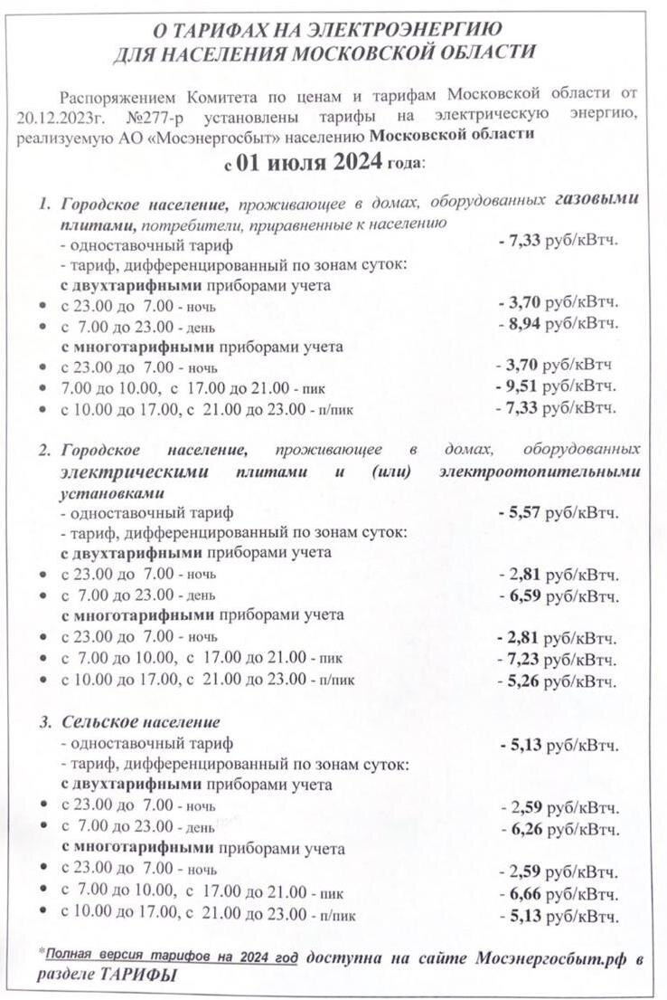 О ТАРИФАХ НА ЭЛЕКТРОЭНЕРГИЮ
ДЛЯ НАСЕЛЕНИЯ МОСКОВСКОЙ ОБЛАСТИ
Распоряжением Комитета по ценам и тарифам Московской области от
20.12.2023г. №277-р установлены тарифы на электрическую энергию,
реализуемую АО «Мосэнергосбыт» населению Московской области
с 01 июля 2024 года:
1. Городское население, проживающее в домах, оборудованных газовыми
плитами, потребители, приравненные к населению
- одноставочный тариф - 7,33 руб/кВтч.
- тариф, дифференцированный по зонам суток:
с двухтарифными приборами учета
• с 23.00 до 7.00 - ночь - 3,70 руб/кВтч.
• с 7.00 до 23.00 - день - 8,94 руб/кВтч.
с многотарифными приборами учета
• с 23.00 до 7.00 - ночь - 3,70 руб/кВтч
• 7.00 до 10.00, с 17.00 до 21.00 - пик - 9,51 руб/кВтч.
• с 10.00 до 17.00, с 21.00 до 23.00 - п/пик - 7,33 руб/кВтч.
2. Городское население, проживающее в домах, оборудованных
электрическими плитами и (или) электроотопительными
установками
- одноставочный тариф - 5,57 руб/кВтч.
- тариф, дифференцированный по зонам суток:
с двухтарифными приборами учета
• с 23.00 до 7.00 - ночь - 2,81 руб/кВтч.
• с 7.00 до 23.00 - день - 6,59 руб/кВтч.
с многотарифными приборами учета
• с 23.00 до 7.00 - ночь - 2,81 руб/кВтч.
• с 7.00 до 10.00, с 17.00 до 21.00 - пик - 7,23 руб/кВтч.
• с 10.00 до 17.00, с 21.00 до 23.00 - п/пик - 5,26 руб/кВтч.
3. Сельское население
- одноставочный тариф - 5,13 руб/кВтч.
- тариф, дифференцированный по зонам суток:
с двухтарифными приборами учета
• с 23.00 до 7.00 - ночь - 2,59 руб/кВтч.
• с 7.00 до 23.00 - день - 6,26 руб/кВтч.
с многотарифными приборами учета
• с 23.00 до 7.00 - ночь - 2,59 руб/кВтч.
• с 7.00 до 10.00, с 17.00 до 21.00 - пик - 6,66 руб/кВтч.
• с 10.00 до 17.00, с 21.00 до 23.00 - п/пик - 5,13 руб/кВтч.
*Полная версия тарифов на 2024 год доступна на сайте Мосэнергосбыт.рф в
разделе ТАРИФЫ